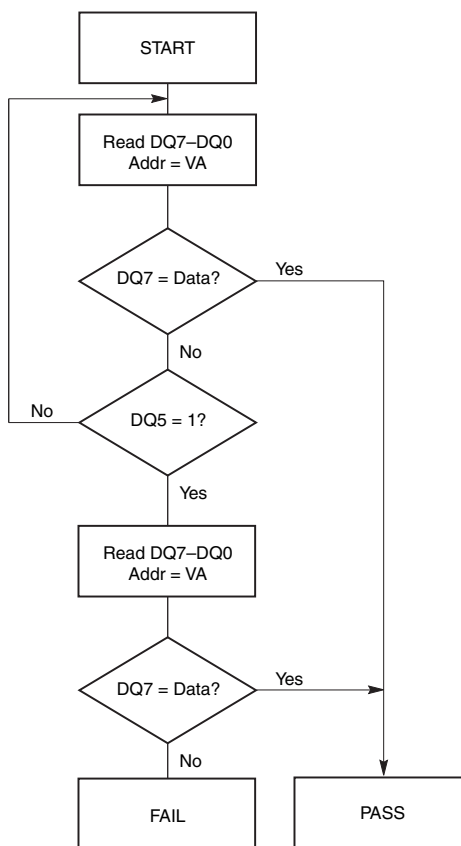 START
Read DQ7–DQ0
Addr = VA
DQ7 = Data?
Yes
No
No
DQ5 = 1?
Yes
Read DQ7–DQ0
Addr = VA
DQ7 = Data?
Yes
No
FAIL
PASS